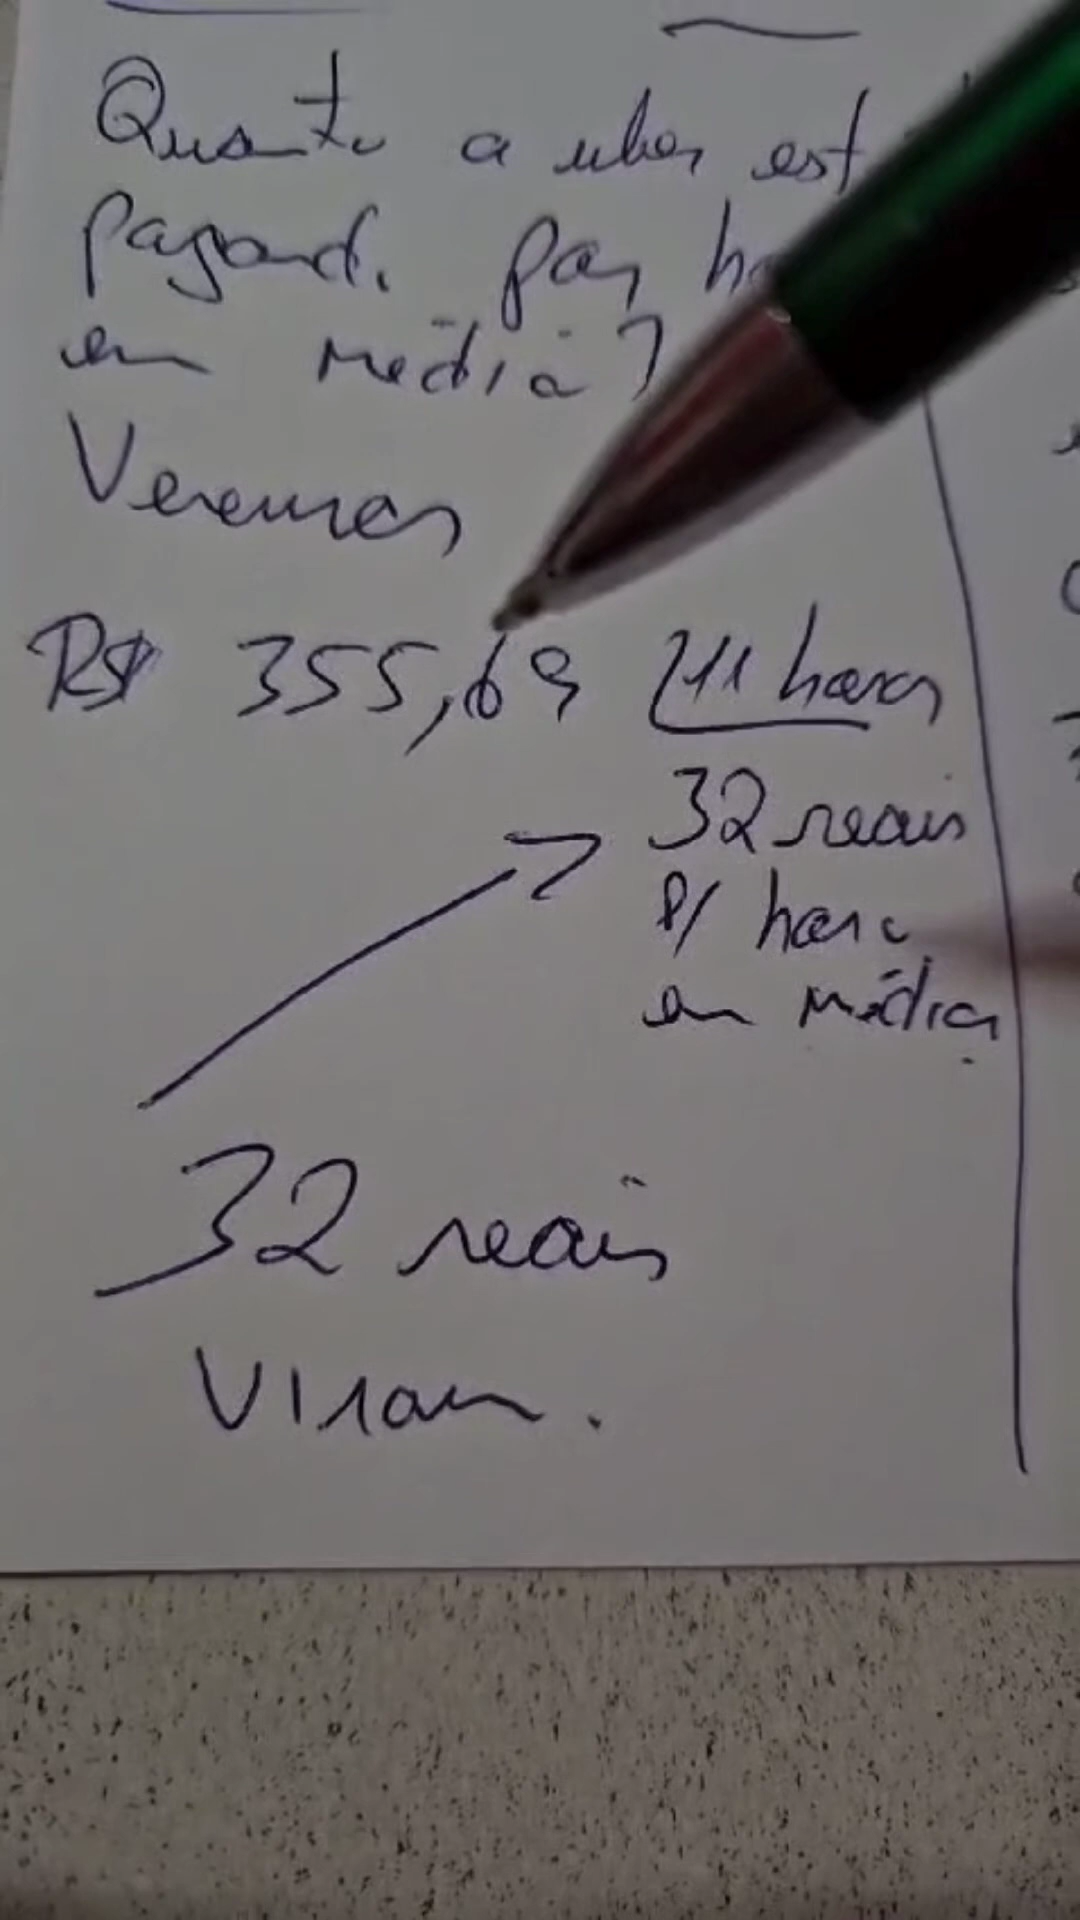 Quanto a uber est
pagand. por h
em média?
Veremos
R$ 355,69 11 horas
32 reais
p/ hora
em média
32 reais
Viram.